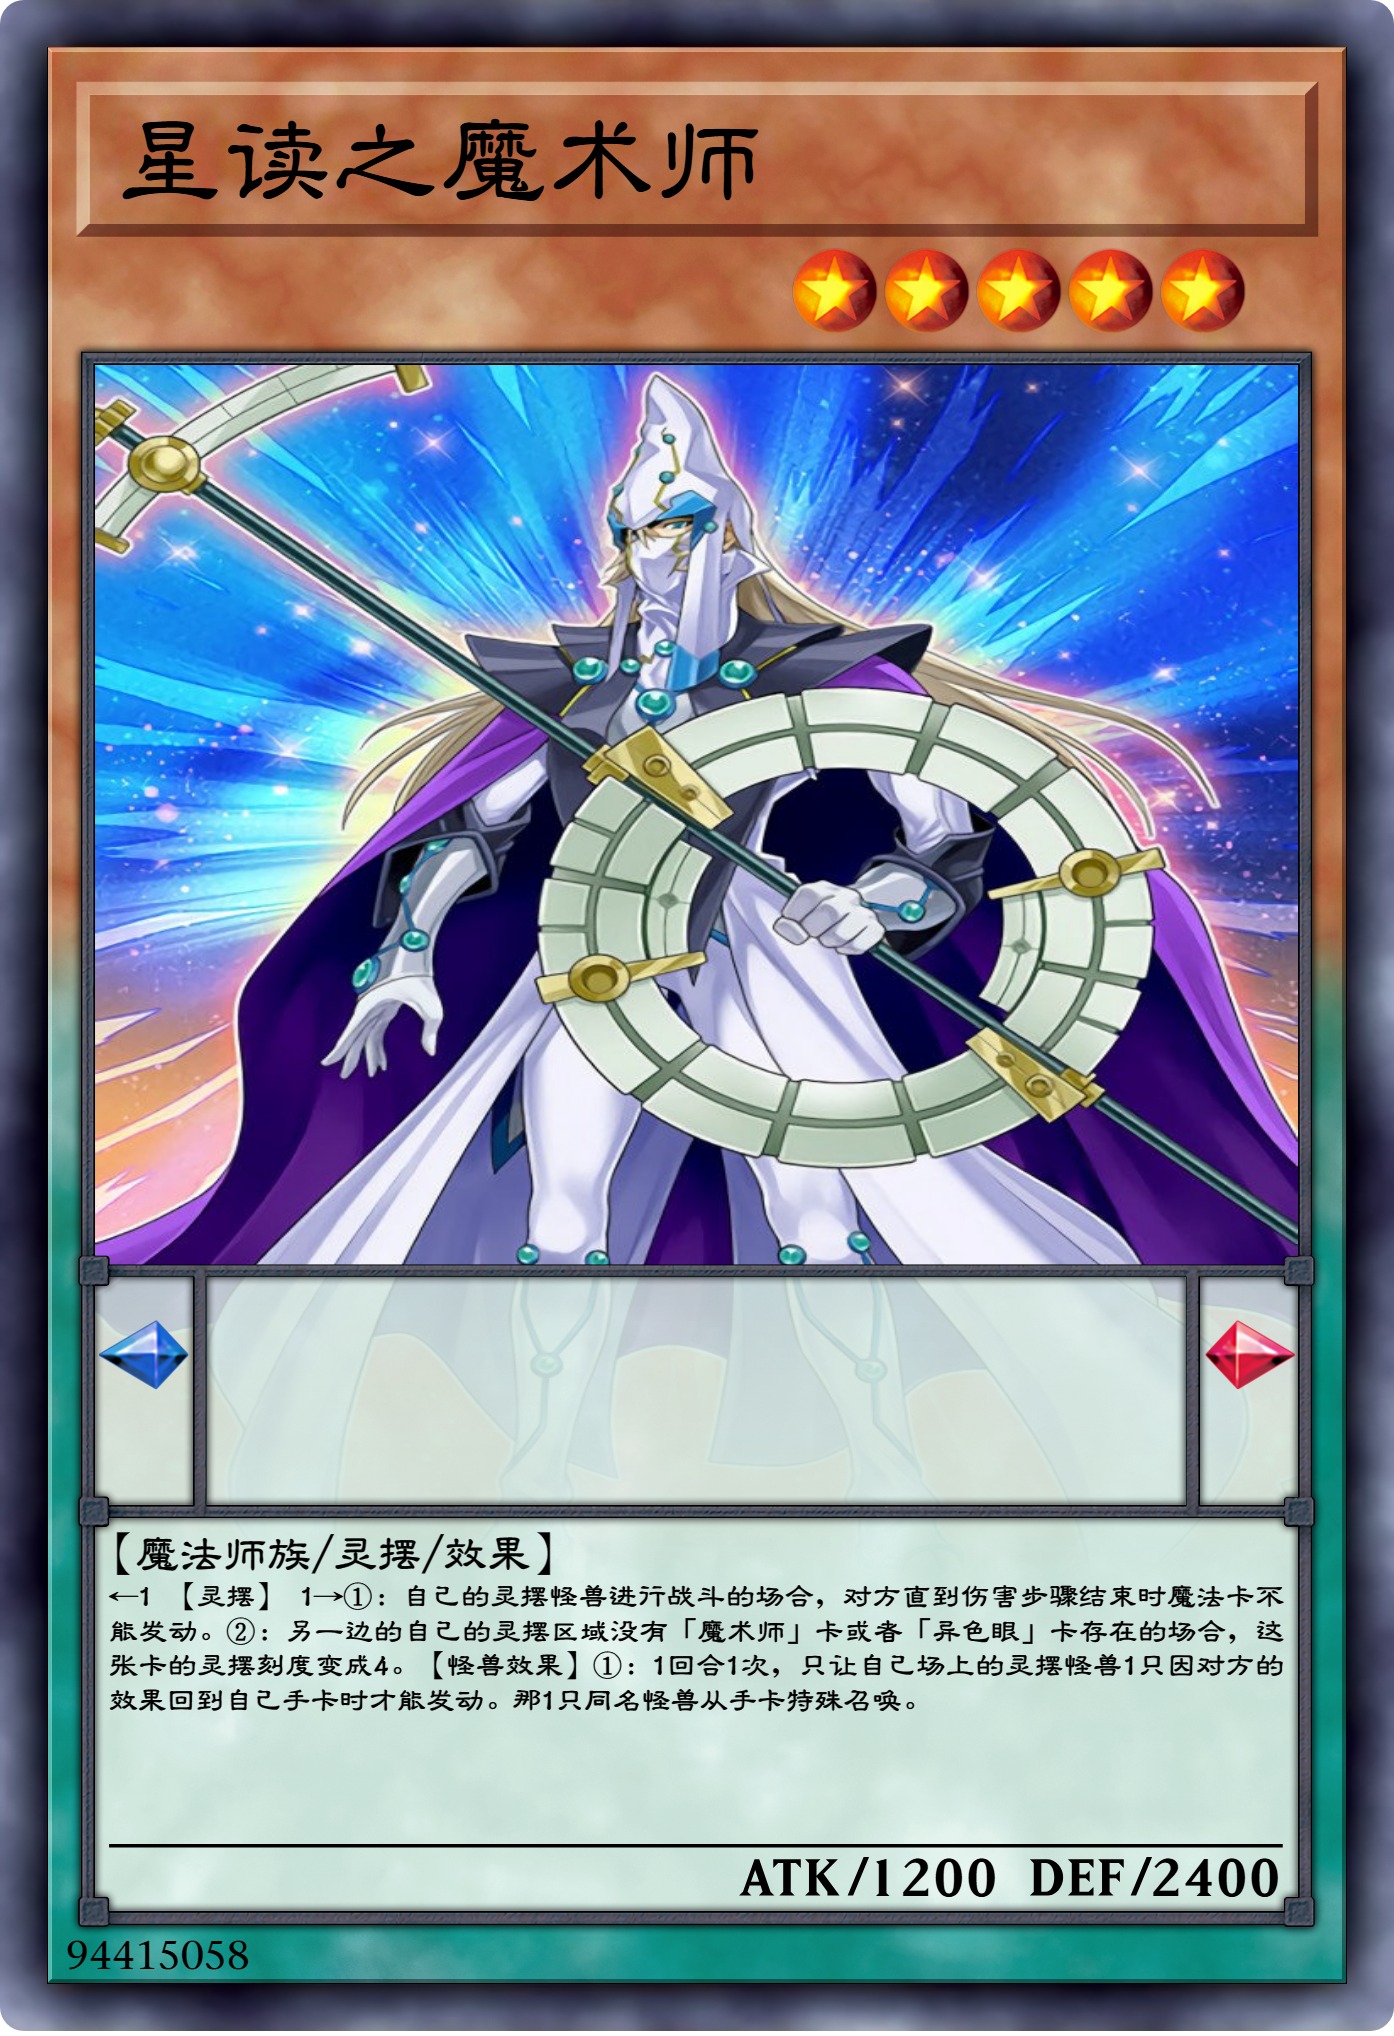 星读之魔术师
【魔法师族/灵摆/效果】
←1 【灵摆】 1→①：自己的灵摆怪兽进行战斗的场合，对方直到伤害步骤结束时魔法卡不
能发动。②：另一边的自己的灵摆区域没有「魔术师」卡或者「异色眼」卡存在的场合，这
张卡的灵摆刻度变成4。【怪兽效果】①：1回合1次，只让自己场上的灵摆怪兽1只因对方的
效果回到自己手卡时才能发动。那1只同名怪兽从手卡特殊召唤。
ATK/1200 DEF/2400
94415058